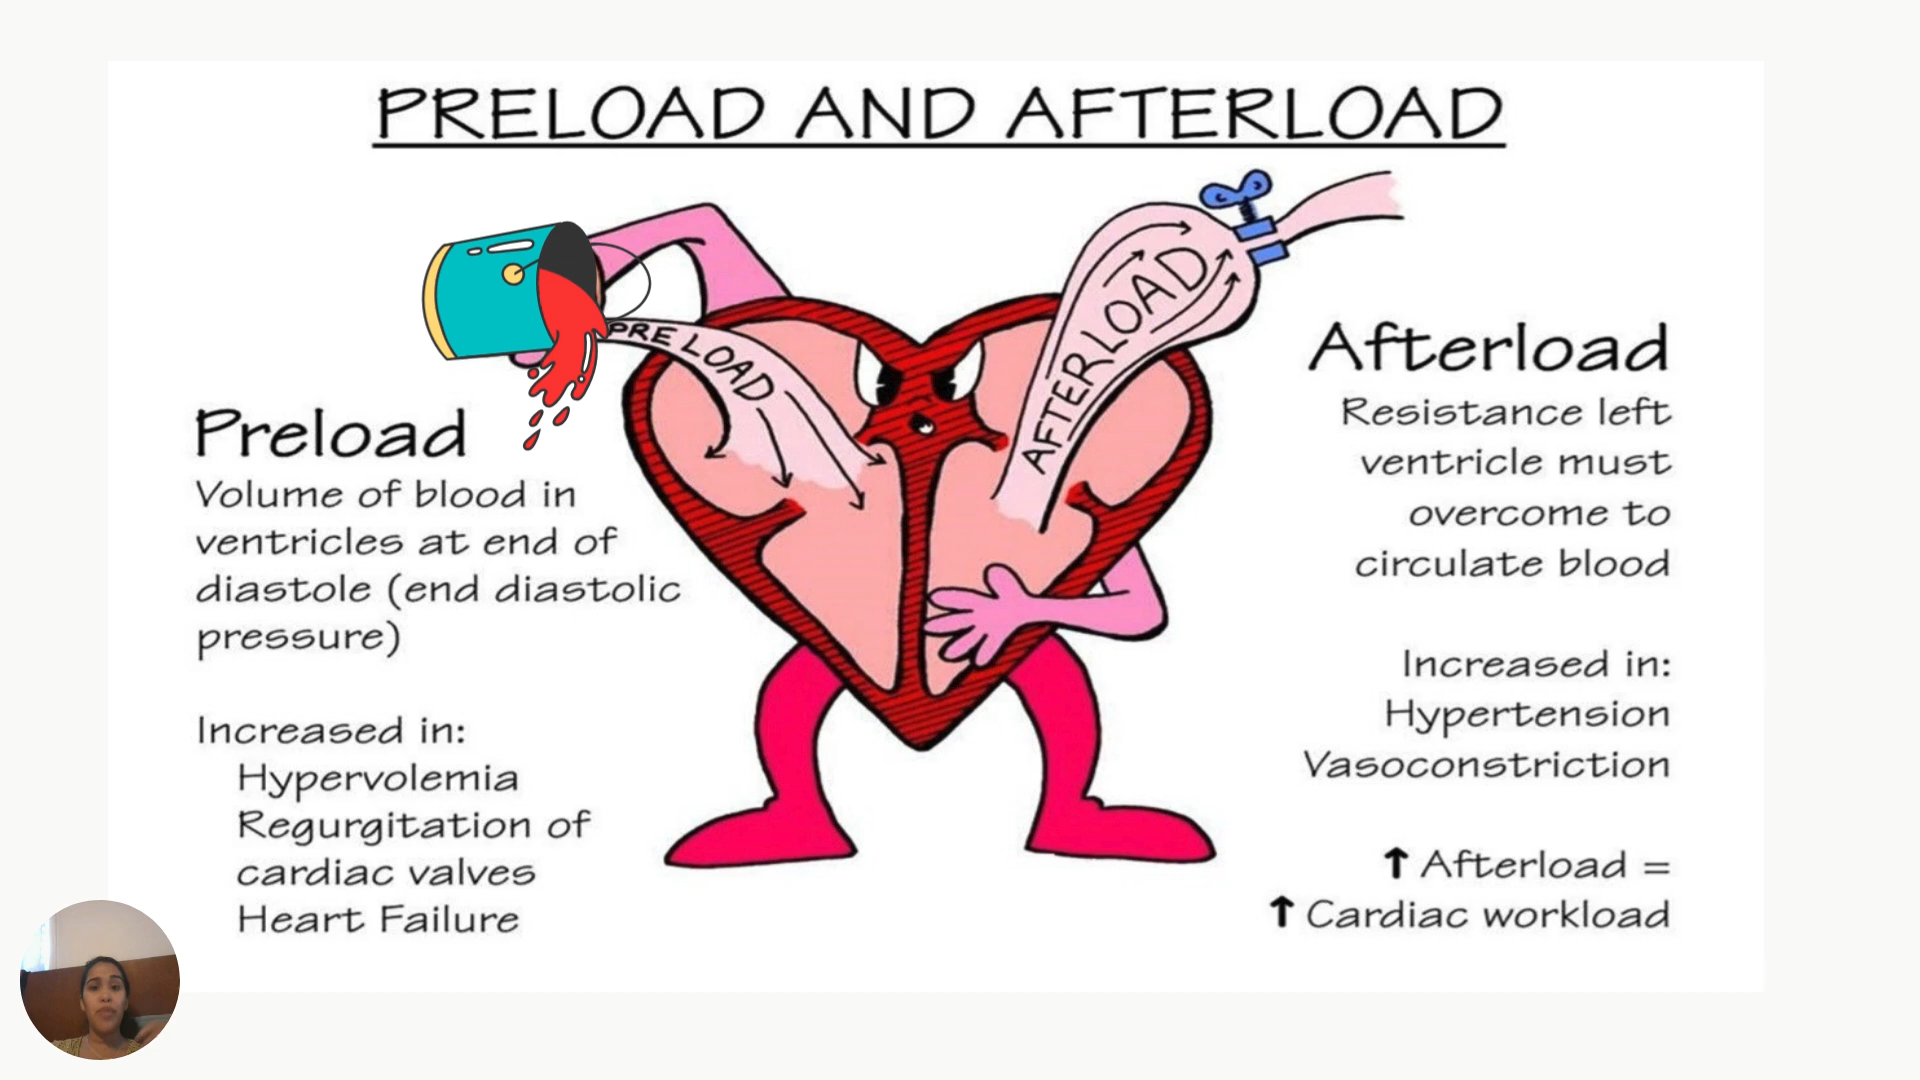 PRELOAD AND AFTERLOAD
PRE LOAD
AFTERLOAD
Preload
Volume of blood in
ventricles at end of
diastole (end diastolic
pressure)
Increased in:
Hypervolemia
Regurgitation of
cardiac valves
Heart Failure
Afterload
Resistance left
ventricle must
overcome to
circulate blood
Increased in:
Hypertension
Vasoconstriction
↑ Afterload =
↑ Cardiac workload